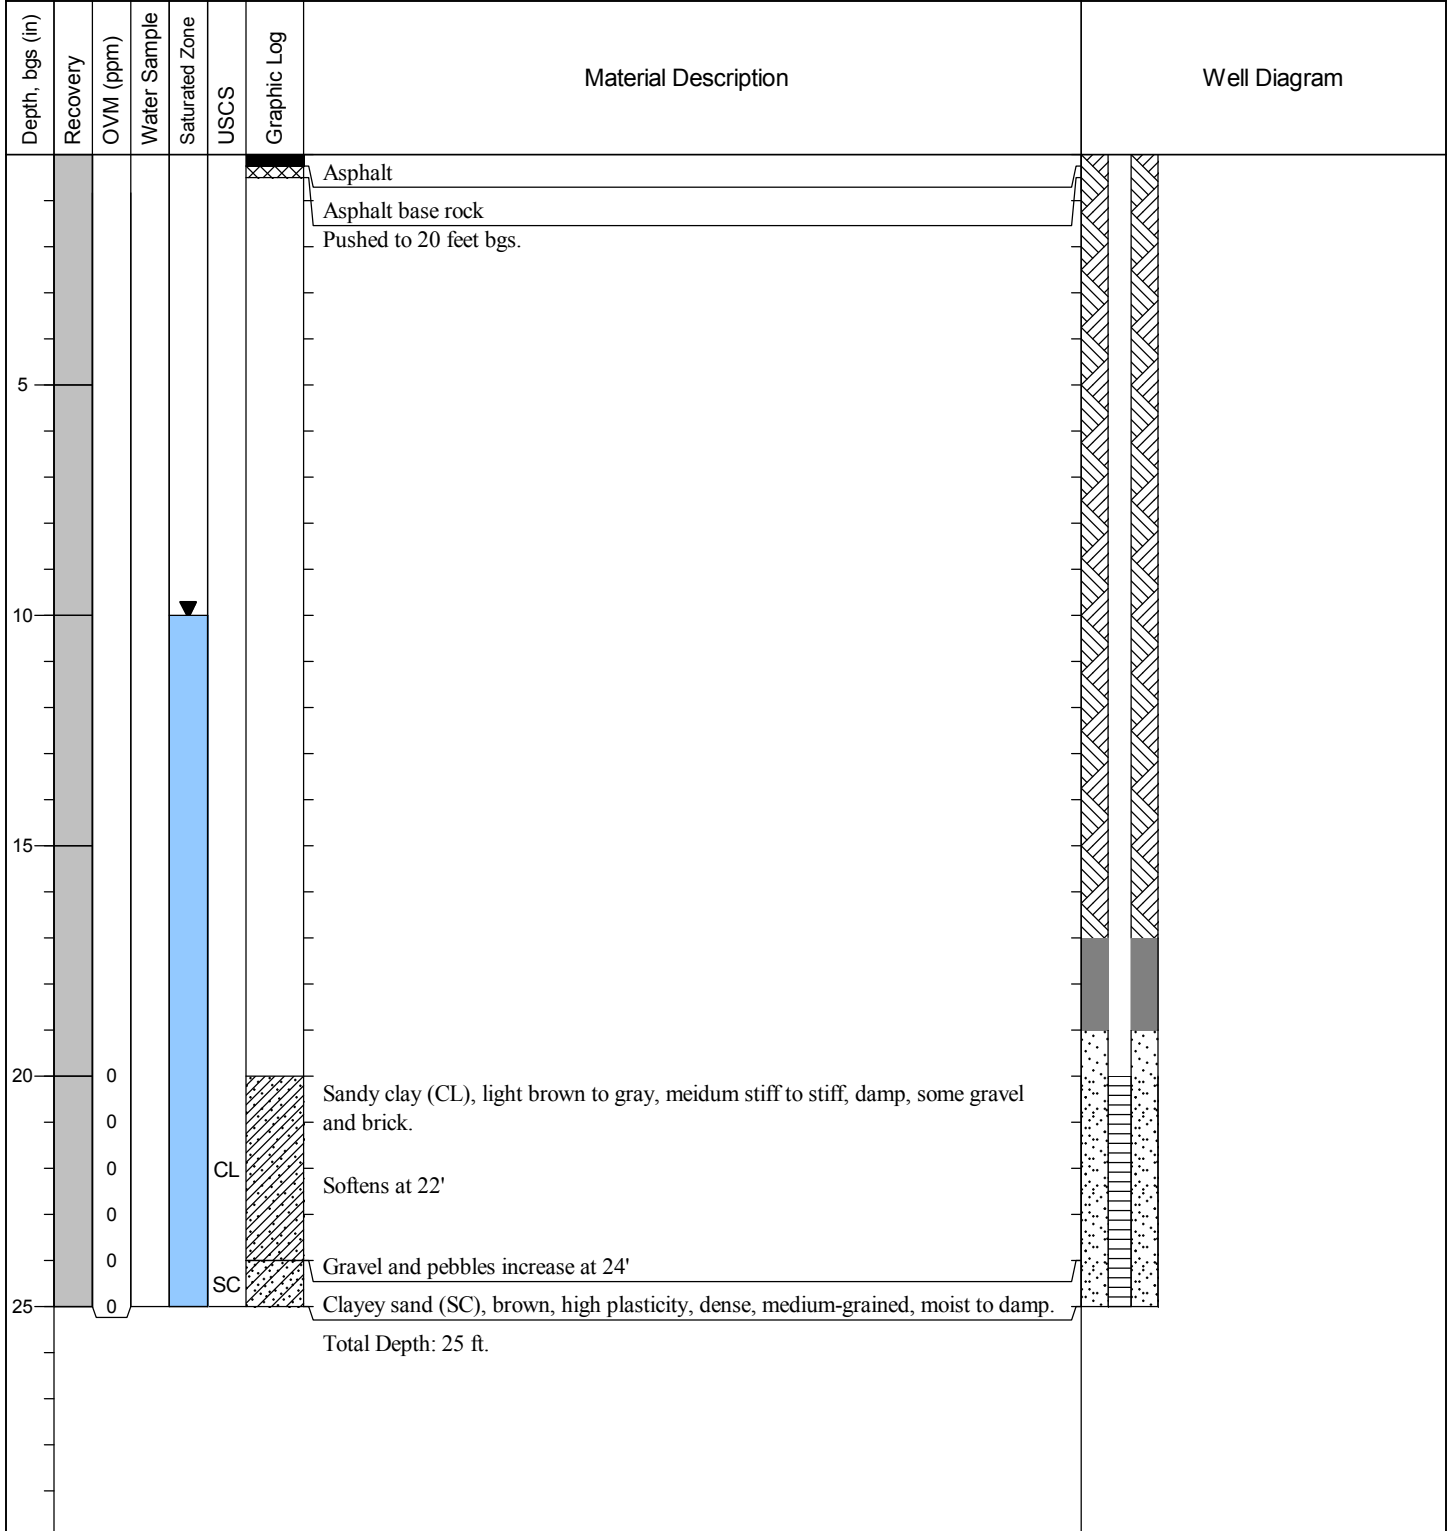 Depth, bgs (in)
Recovery
OVM (ppm)
Water Sample
Saturated Zone
USCS
Graphic Log
Material Description
Well Diagram
Asphalt
Asphalt base rock
Pushed to 20 feet bgs.
5
10
15
20
0
Sandy clay (CL), light brown to gray, meidum stiff to stiff, damp, some gravel
and brick.
0
0
CL
Softens at 22'
0
0
Gravel and pebbles increase at 24'
SC
25
0
Clayey sand (SC), brown, high plasticity, dense, medium-grained, moist to damp.
Total Depth: 25 ft.